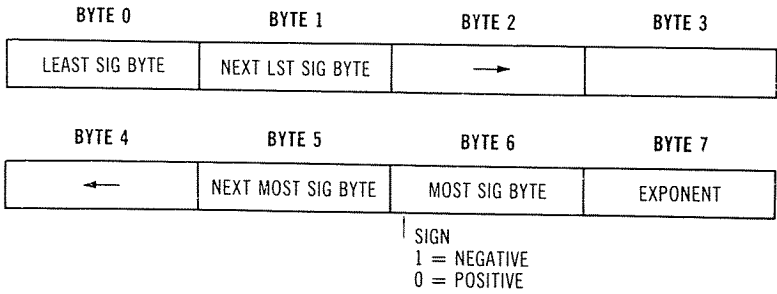 BYTE 0 BYTE 1 BYTE 2 BYTE 3
LEAST SIG BYTE NEXT LST SIG BYTE →
BYTE 4 BYTE 5 BYTE 6 BYTE 7
← NEXT MOST SIG BYTE MOST SIG BYTE EXPONENT
SIGN
1 = NEGATIVE
0 = POSITIVE